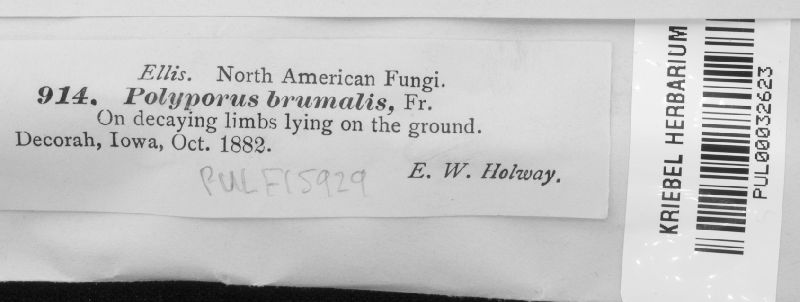 Ellis. North American Fungi.
914. Polyporus brumalis, Fr.
On decaying limbs lying on the ground.
Decorah, Iowa, Oct. 1882.
E. W. Holway.
PUL F15929
KRIEBEL HERBARIUM
PUL00032623